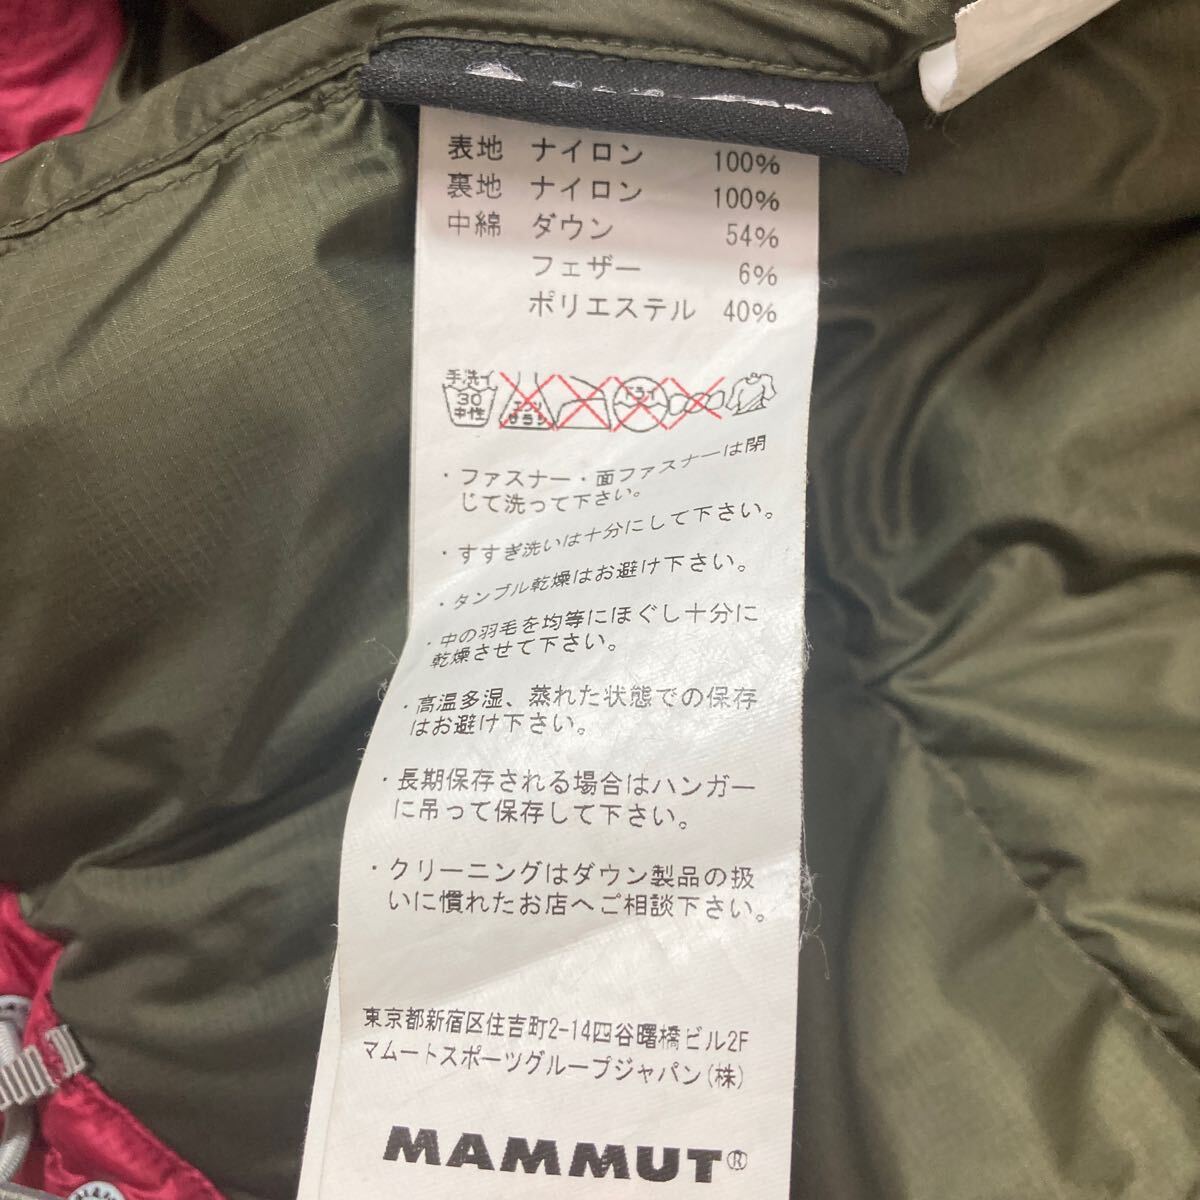 表地 ナイロン 100%
裏地 ナイロン 100%
中綿 ダウン 54%
フェザー 6%
ポリエステル 40%
手洗イ
30
中性
エンソ
サラシ
ドライ
・ファスナー・面ファスナーは閉
じて洗って下さい。
・すすぎ洗いは十分にして下さい。
・タンブル乾燥はお避け下さい。
・中の羽毛を均等にほぐし十分に
乾燥させて下さい。
・高温多湿、蒸れた状態での保存
はお避け下さい。
・長期保存される場合はハンガー
に吊って保存して下さい。
・クリーニングはダウン製品の扱
いに慣れたお店へご相談下さい。
東京都新宿区住吉町2-14四谷曙橋ビル2F
マムートスポーツグループジャパン(株)
MAMMUT®